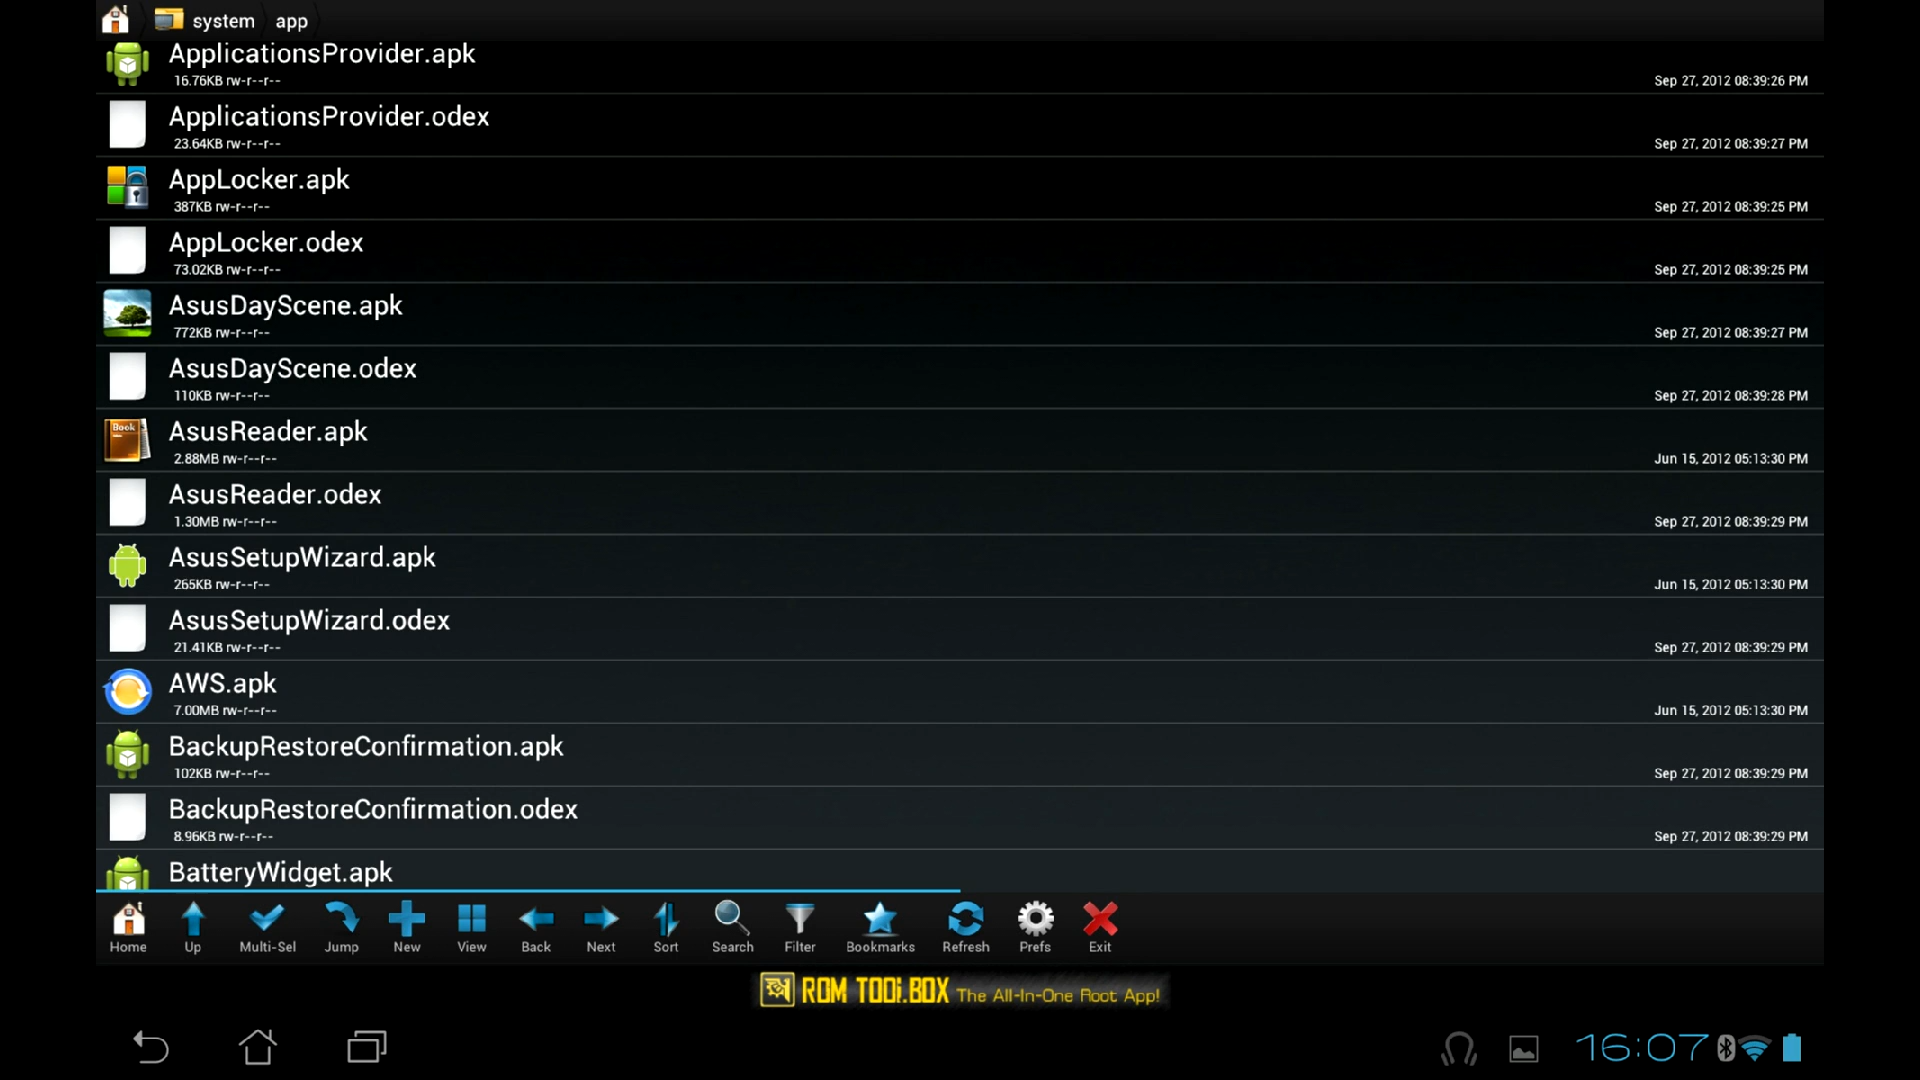 system app
ApplicationsProvider.apk
16.76KB rw-r--r-- Sep 27, 2012 08:39:26 PM
ApplicationsProvider.odex
23.64KB rw-r--r-- Sep 27, 2012 08:39:27 PM
AppLocker.apk
387KB rw-r--r-- Sep 27, 2012 08:39:25 PM
AppLocker.odex
73.02KB rw-r--r-- Sep 27, 2012 08:39:25 PM
AsusDayScene.apk
772KB rw-r--r-- Sep 27, 2012 08:39:27 PM
AsusDayScene.odex
110KB rw-r--r-- Sep 27, 2012 08:39:28 PM
Book
AsusReader.apk
2.88MB rw-r--r-- Jun 15, 2012 05:13:30 PM
AsusReader.odex
1.30MB rw-r--r-- Sep 27, 2012 08:39:29 PM
AsusSetupWizard.apk
265KB rw-r--r-- Jun 15, 2012 05:13:30 PM
AsusSetupWizard.odex
21.41KB rw-r--r-- Sep 27, 2012 08:39:29 PM
AWS.apk
7.00MB rw-r--r-- Jun 15, 2012 05:13:30 PM
BackupRestoreConfirmation.apk
102KB rw-r--r-- Sep 27, 2012 08:39:29 PM
BackupRestoreConfirmation.odex
8.96KB rw-r--r-- Sep 27, 2012 08:39:29 PM
BatteryWidget.apk
Home Up Multi-Sel Jump New View Back Next Sort Search Filter Bookmarks Refresh Prefs Exit
ROM TOOLBOX The All-In-One Root App!
16:07